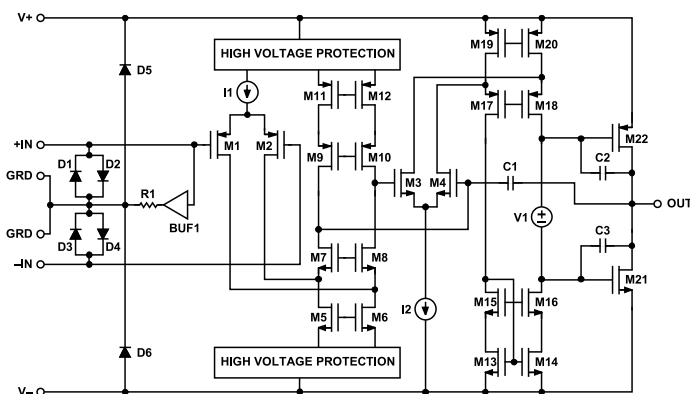 V+
M19
M20
HIGH VOLTAGE PROTECTION
D5
I1
M11
M12
M17
M18
+IN
M1
M2
M22
D1
D2
M9
M10
GRD
M3
M4
C1
C2
R1
OUT
BUF1
V1
GRD
D3
D4
C3
M7
M8
–IN
M21
I2
M15
M16
M5
M6
D6
HIGH VOLTAGE PROTECTION
M13
M14
V–